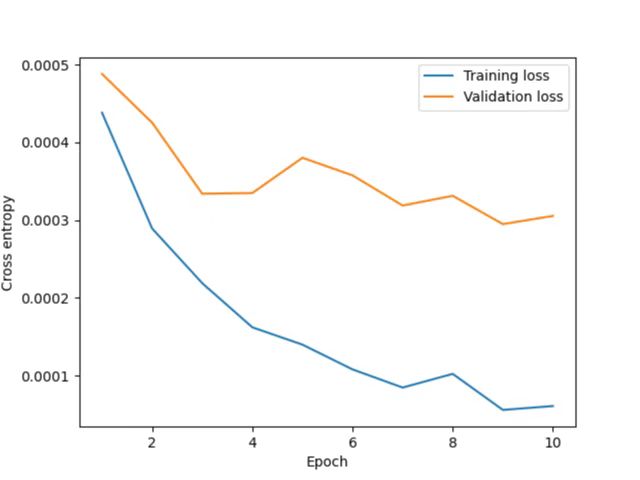 Training loss
Validation loss
0.0005
0.0004
0.0003
0.0002
0.0001
Cross entropy
2 4 6 8 10
Epoch